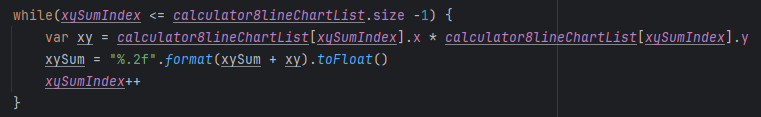 while(xySumIndex <= calculator8lineChartList.size -1) {
    var xy = calculator8lineChartList[xySumIndex].x * calculator8lineChartList[xySumIndex].y
    xySum = "%.2f".format(xySum + xy).toFloat()
    xySumIndex++
}